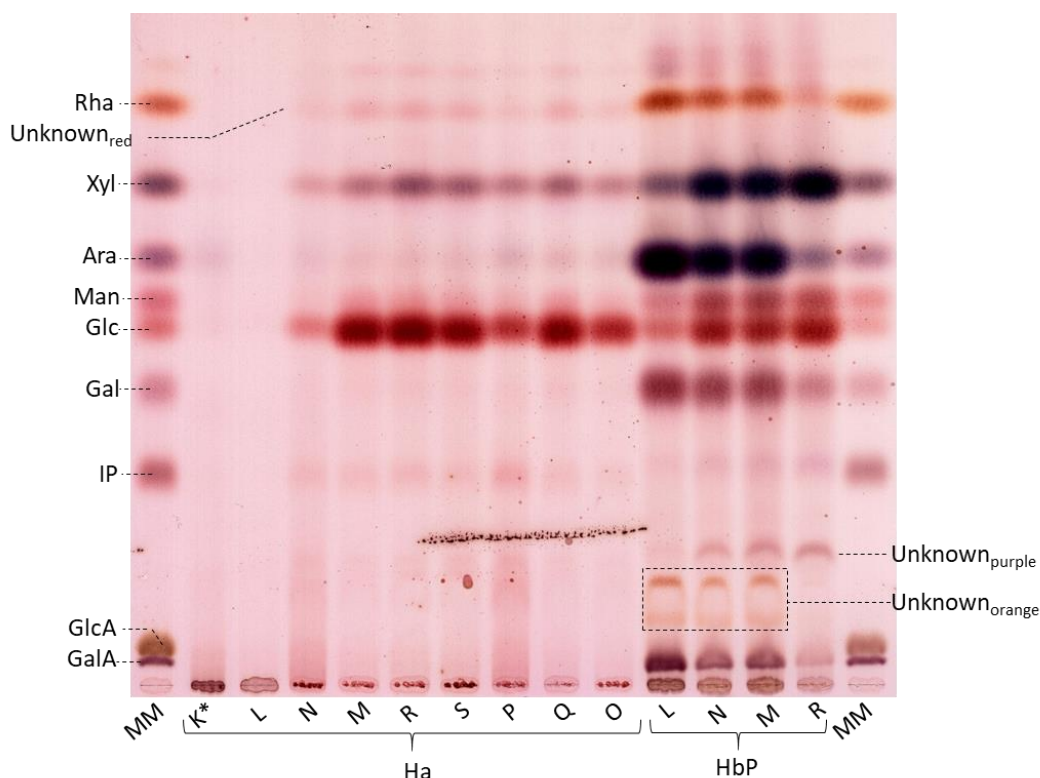 Rha
Unknown red
Xyl
Ara
Man
Glc
Gal
IP
Unknown purple
Unknown orange
GlcA
GalA
MM K* L N M R S P Q O L N M R MM
Ha HbP